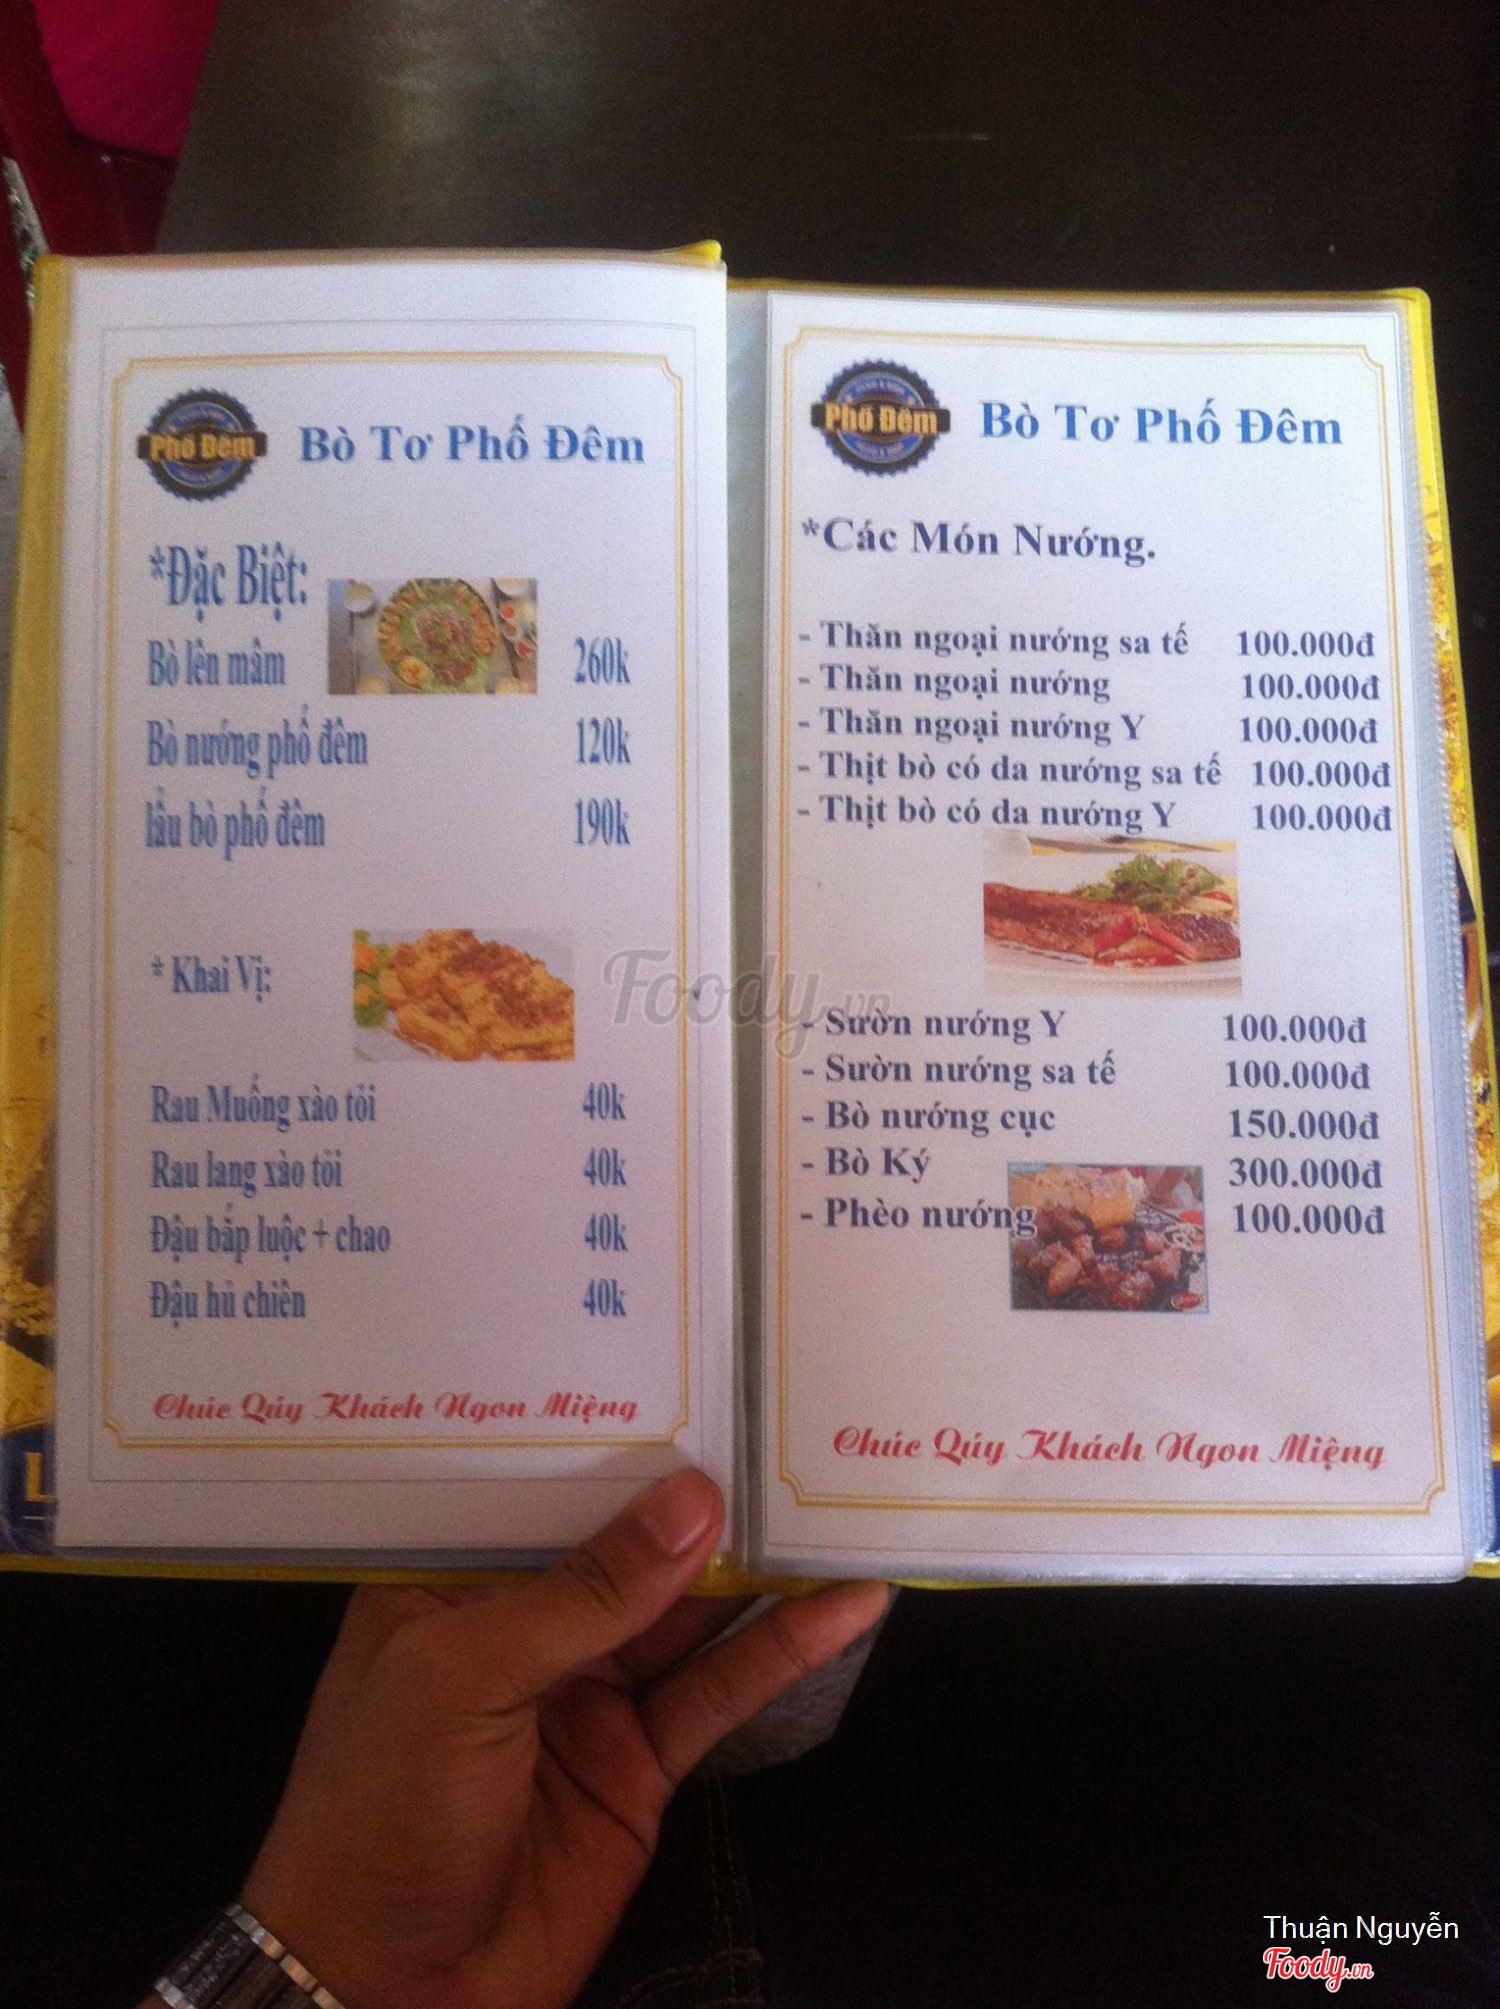 Phố Đêm
Bò Tơ Phố Đêm
*Đặc Biệt:
Bò lên mâm 260k
Bò nướng phố đêm 120k
lẩu bò phố đêm 190k
* Khai Vị:
Rau Muống xào tỏi 40k
Rau lang xào tỏi 40k
Đậu bắp luộc + chao 40k
Đậu hủ chiên 40k
Chúc Qúy Khách Ngon Miệng
Phố Đêm
Bò Tơ Phố Đêm
*Các Món Nướng.
- Thăn ngoại nướng sa tế 100.000đ
- Thăn ngoại nướng 100.000đ
- Thăn ngoại nướng Y 100.000đ
- Thịt bò có da nướng sa tế 100.000đ
- Thịt bò có da nướng Y 100.000đ
- Sườn nướng Y 100.000đ
- Sườn nướng sa tế 100.000đ
- Bò nướng cục 150.000đ
- Bò Ký 300.000đ
- Phèo nướng 100.000đ
Chúc Qúy Khách Ngon Miệng
Foody.vn
Thuận Nguyễn
Foody.vn